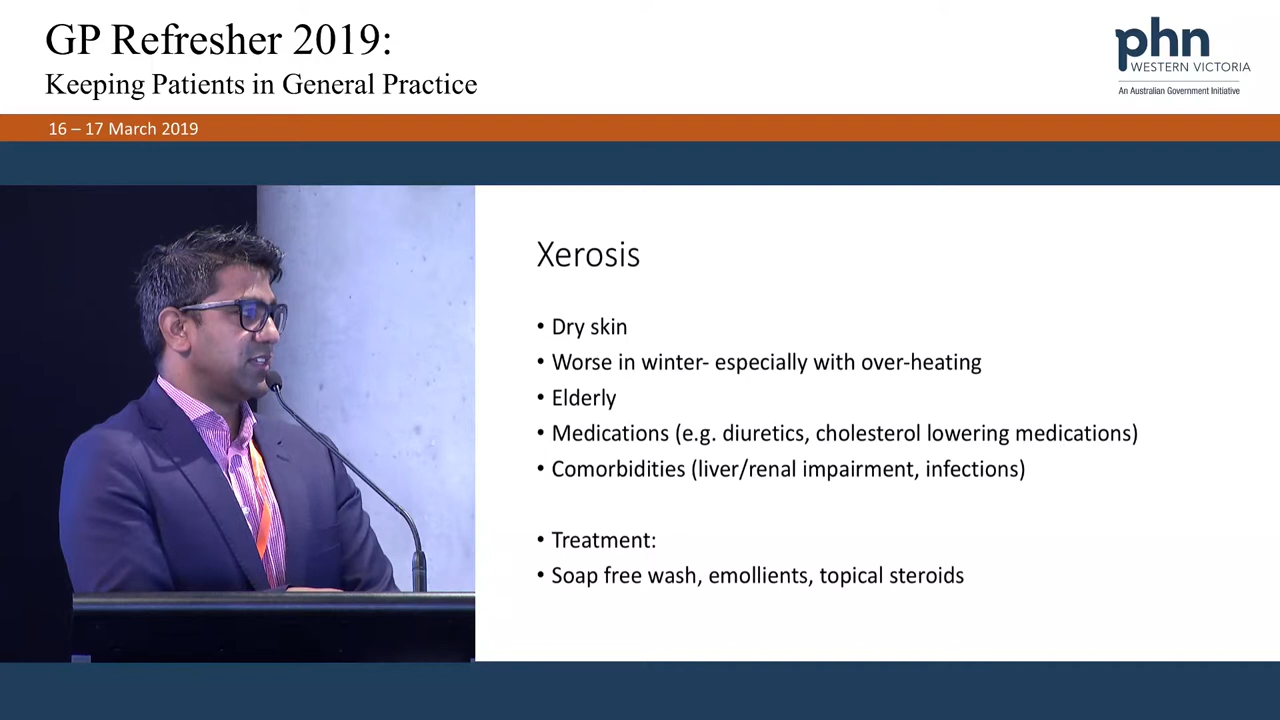 GP Refresher 2019:
Keeping Patients in General Practice
phn
WESTERN VICTORIA
An Australian Government Initiative
16 – 17 March 2019
Xerosis
• Dry skin
• Worse in winter- especially with over-heating
• Elderly
• Medications (e.g. diuretics, cholesterol lowering medications)
• Comorbidities (liver/renal impairment, infections)
• Treatment:
• Soap free wash, emollients, topical steroids